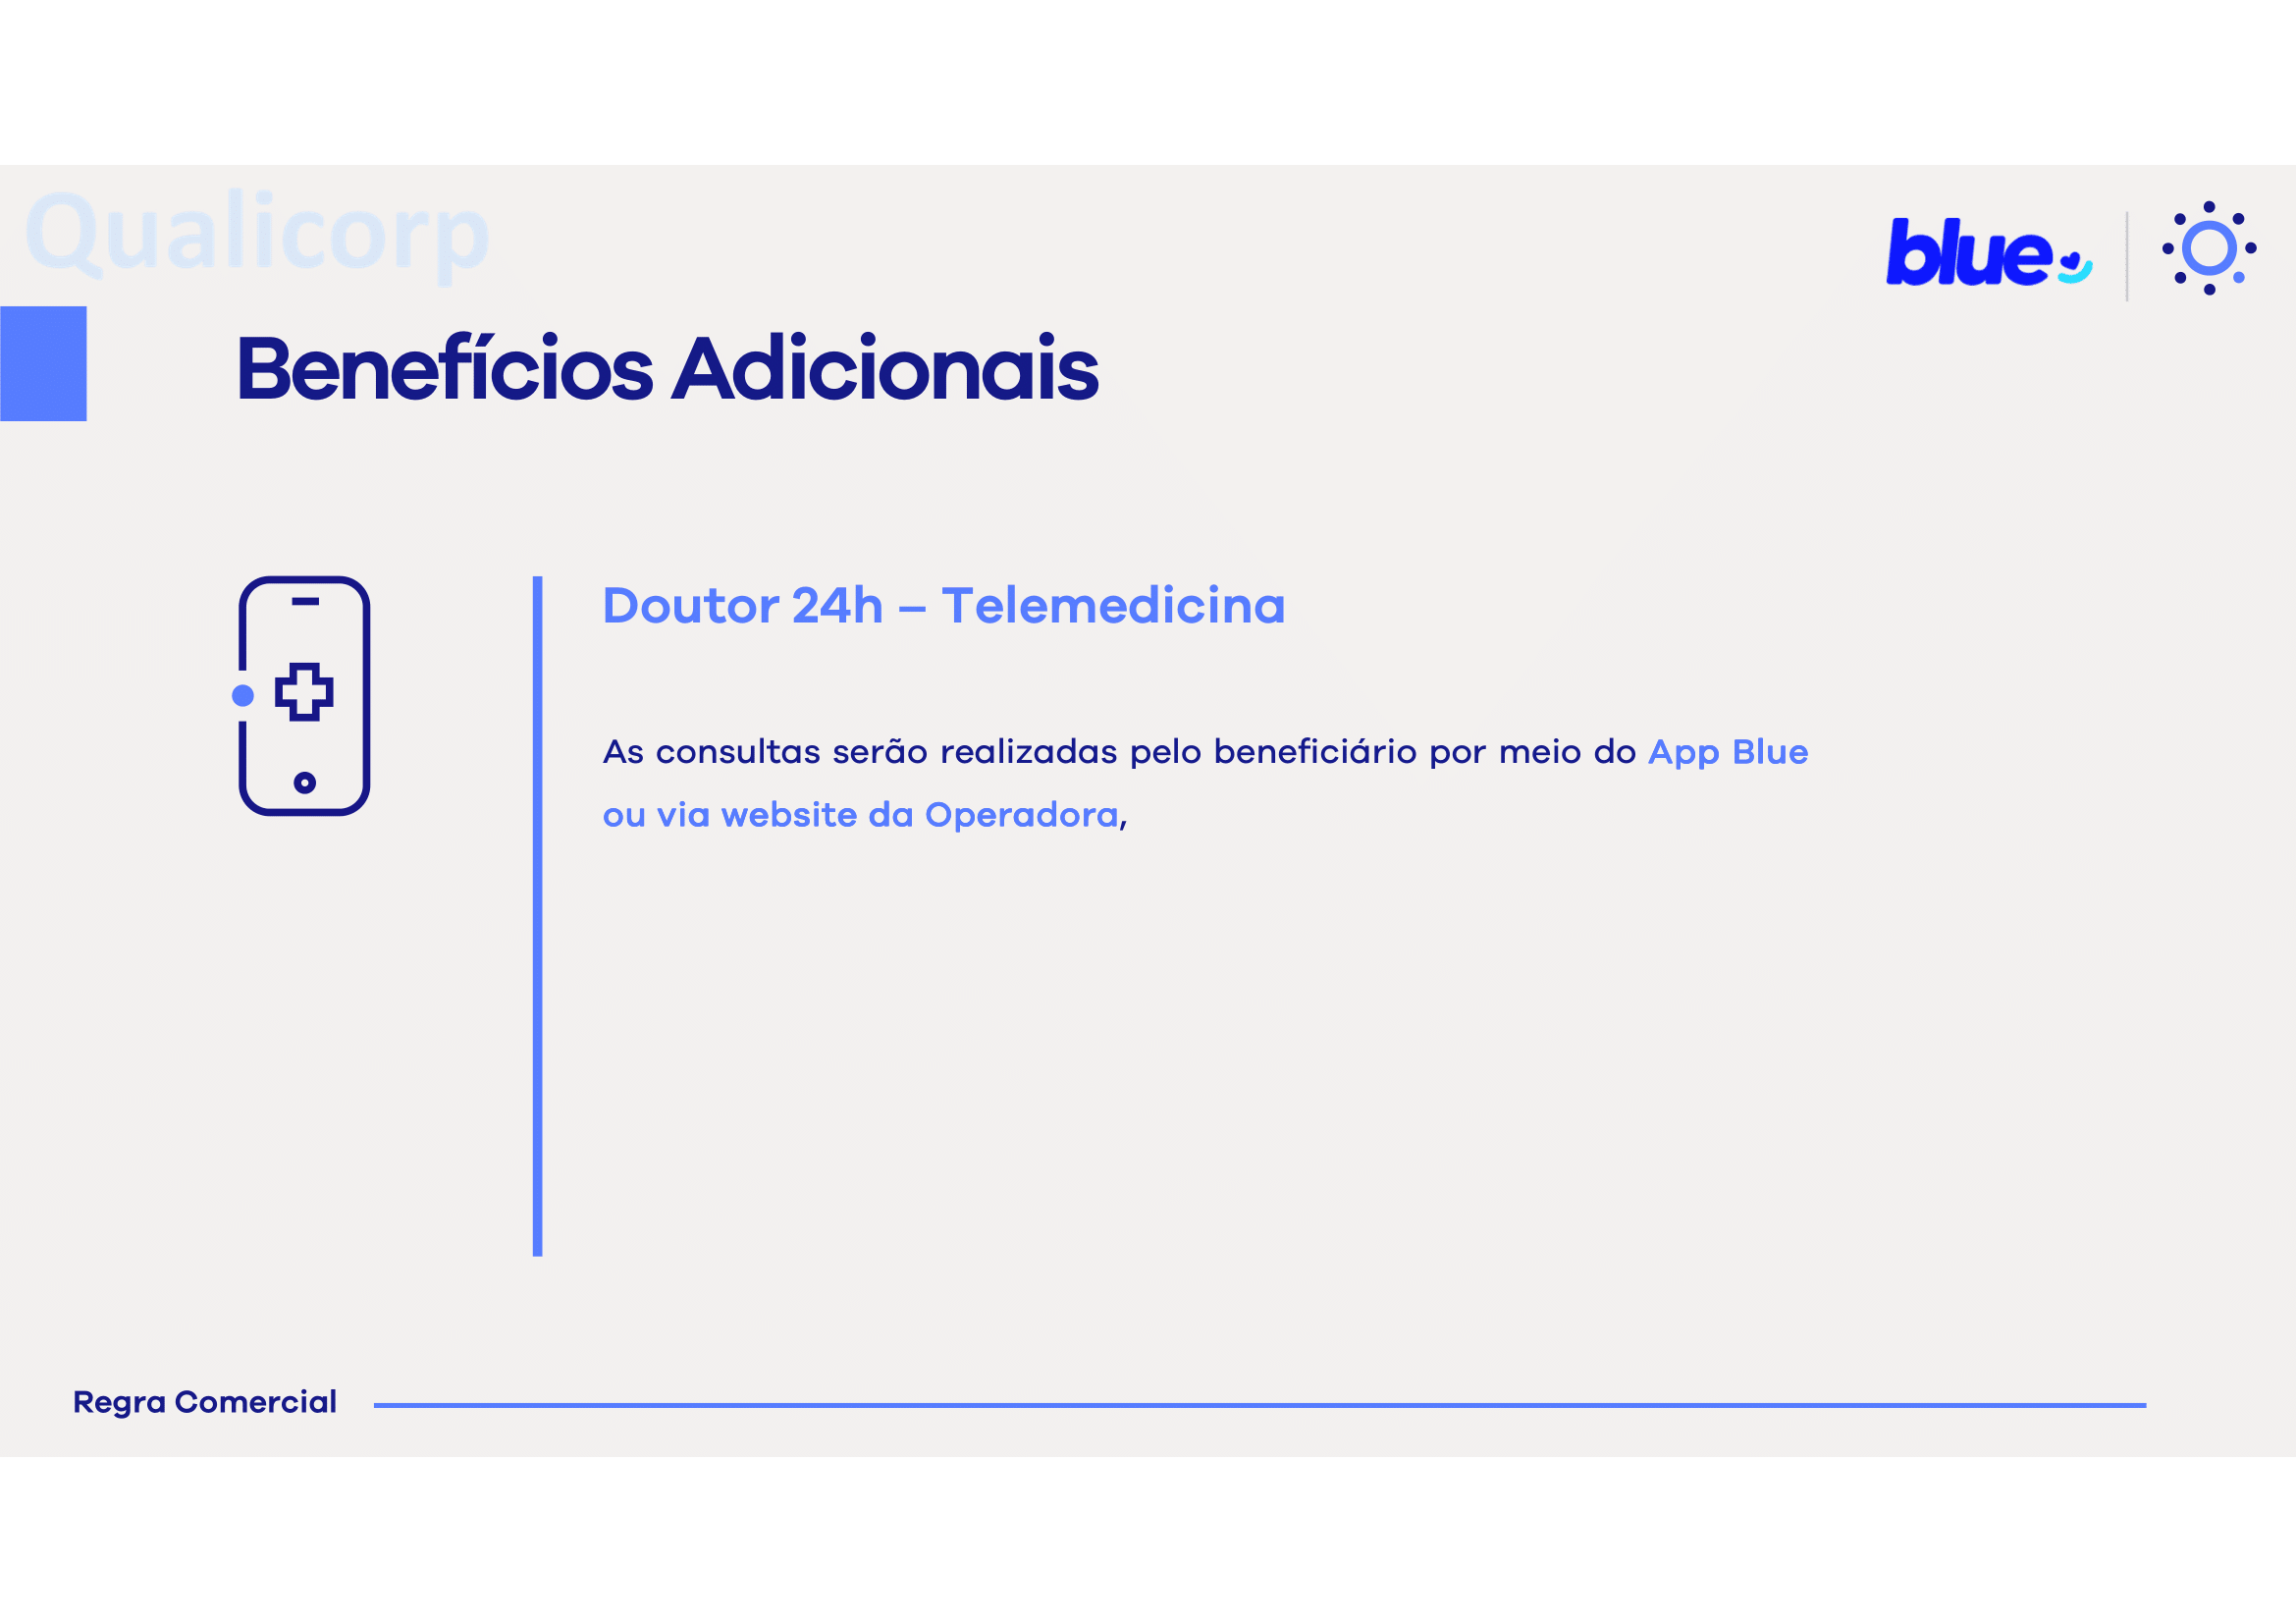 Qualicorp
blue
Benefícios Adicionais
Doutor 24h – Telemedicina
As consultas serão realizadas pelo beneficiário por meio do App Blue
ou via website da Operadora,
Regra Comercial